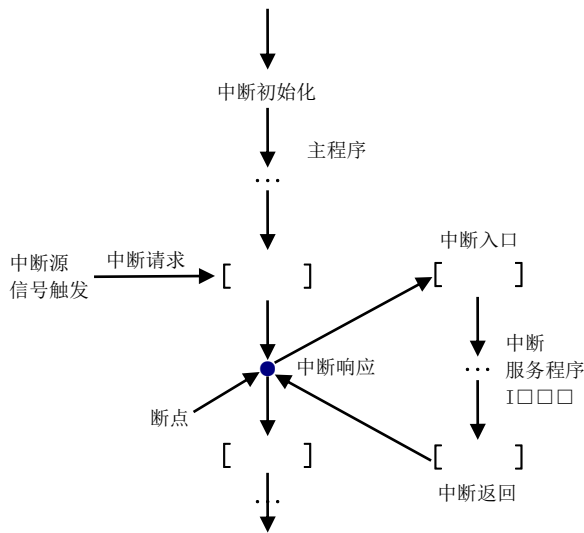 中断初始化
主程序
…
中断源
信号触发
中断请求
[ ]
中断入口
[ ]
中断响应
断点
中断
服务程序
I□□□
…
[ ]
[ ]
中断返回
…